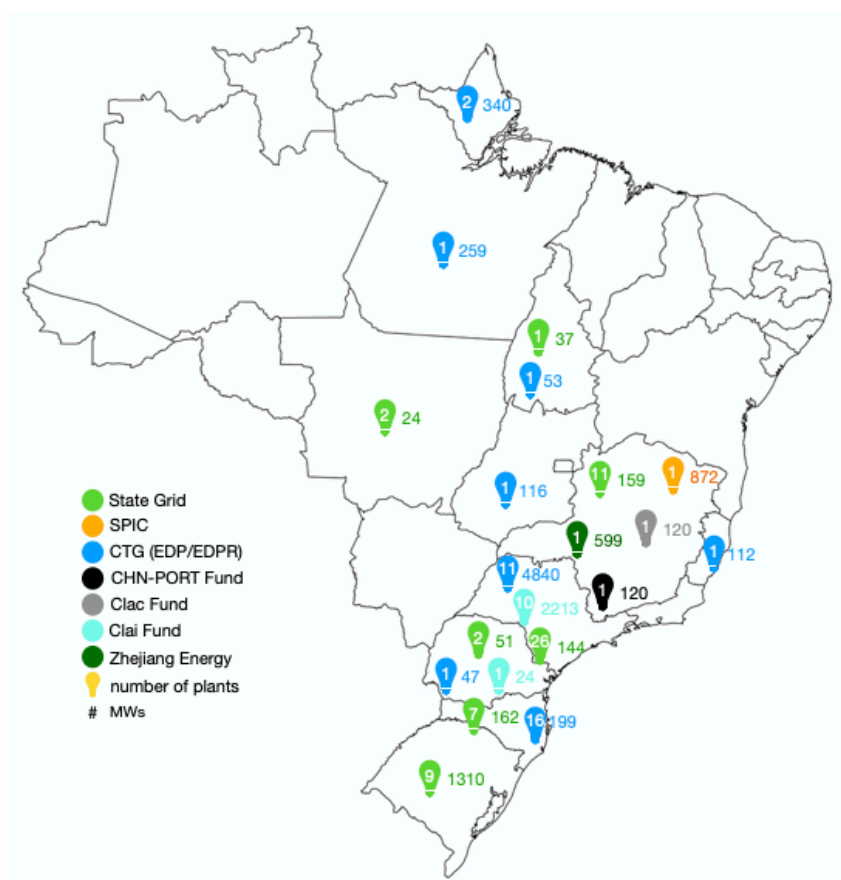 2 340
1 259
1 37
1 53
2 24
11 159
1 872
1 116
1 120
1 599
1 112
11 4840
1 120
10 2213
2 51
26 144
1 47
1 24
7 162
16 199
9 1310
State Grid
SPIC
CTG (EDP/EDPR)
CHN-PORT Fund
Clac Fund
Clai Fund
Zhejiang Energy
number of plants
# MWs